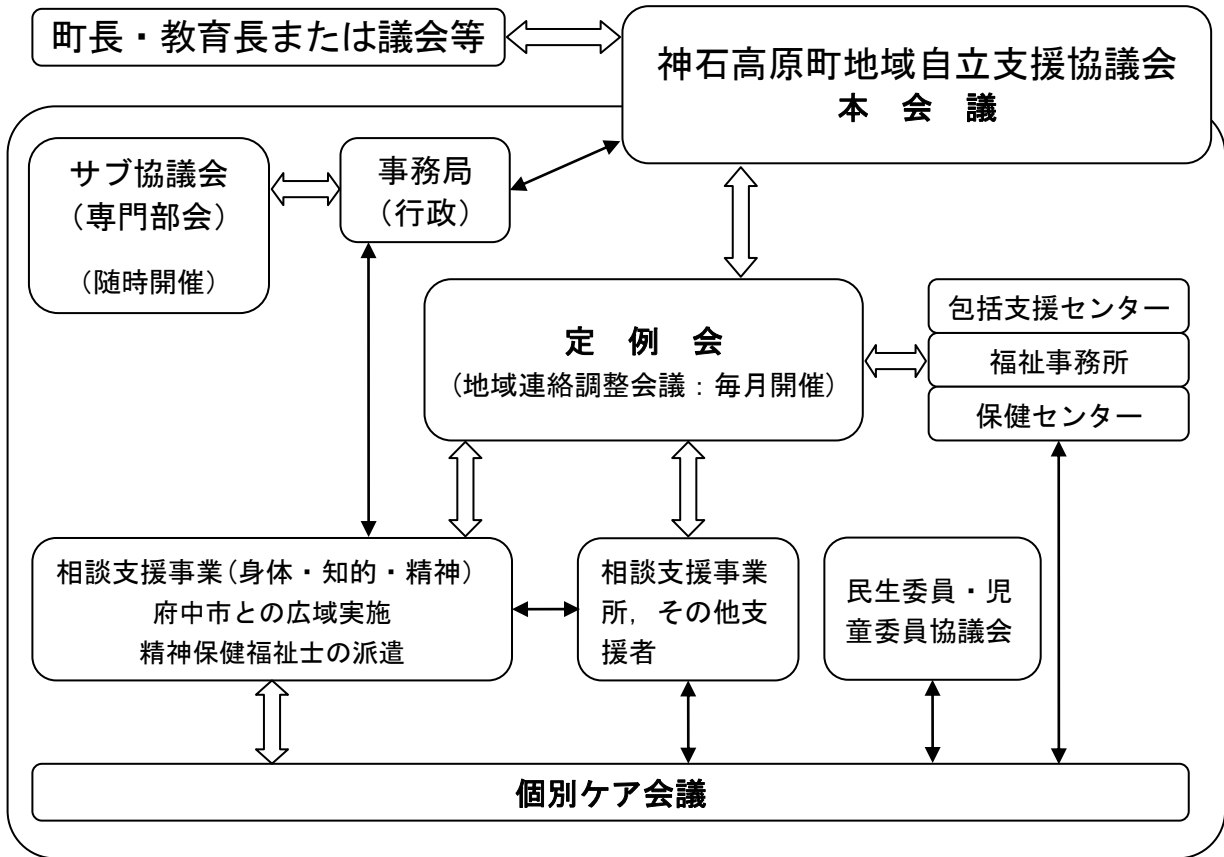 町長・教育長または議会等
神石高原町地域自立支援協議会
本　会　議
サブ協議会
（専門部会）
（随時開催）
事務局
（行政）
定　例　会
（地域連絡調整会議：毎月開催）
包括支援センター
福祉事務所
保健センター
相談支援事業（身体・知的・精神）
府中市との広域実施
精神保健福祉士の派遣
相談支援事業
所，その他支
援者
民生委員・児
童委員協議会
個別ケア会議